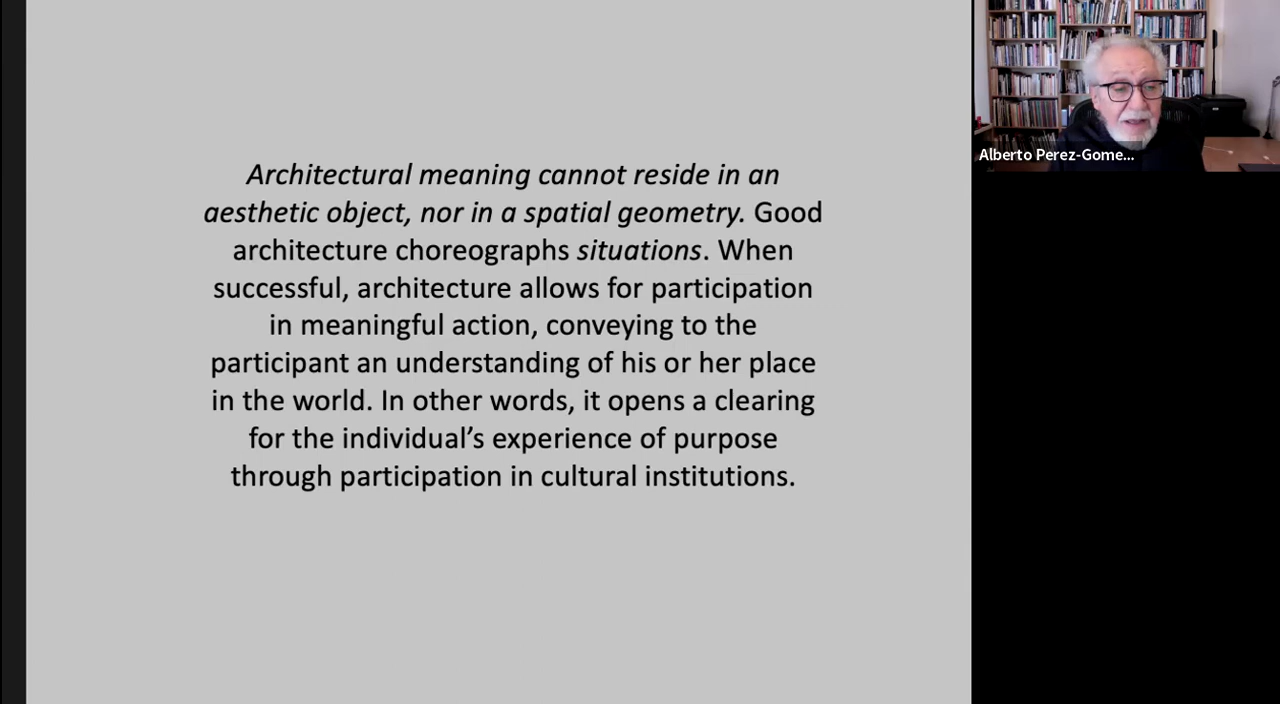 Architectural meaning cannot reside in an
aesthetic object, nor in a spatial geometry. Good
architecture choreographs situations. When
successful, architecture allows for participation
in meaningful action, conveying to the
participant an understanding of his or her place
in the world. In other words, it opens a clearing
for the individual’s experience of purpose
through participation in cultural institutions.
Alberto Perez-Gome...